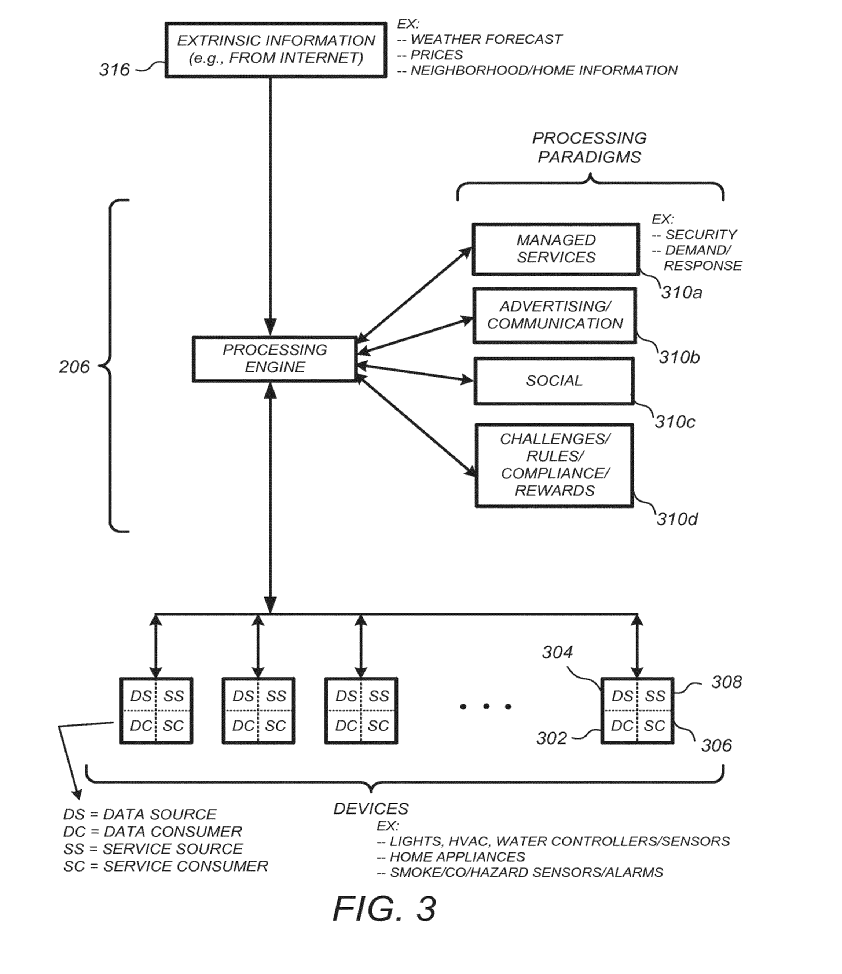 EXTRINSIC INFORMATION
(e.g., FROM INTERNET)
316
EX:
-- WEATHER FORECAST
-- PRICES
-- NEIGHBORHOOD/HOME INFORMATION
PROCESSING
PARADIGMS
MANAGED
SERVICES
310a
EX:
-- SECURITY
-- DEMAND/
RESPONSE
ADVERTISING/
COMMUNICATION
310b
206
PROCESSING
ENGINE
SOCIAL
310c
CHALLENGES/
RULES/
COMPLIANCE/
REWARDS
310d
DS SS
DC SC
DS SS
DC SC
DS SS
DC SC
. . .
304
DS SS
308
302
DC SC
306
DS = DATA SOURCE
DC = DATA CONSUMER
SS = SERVICE SOURCE
SC = SERVICE CONSUMER
DEVICES
EX:
-- LIGHTS, HVAC, WATER CONTROLLERS/SENSORS
-- HOME APPLIANCES
-- SMOKE/CO/HAZARD SENSORS/ALARMS
FIG. 3